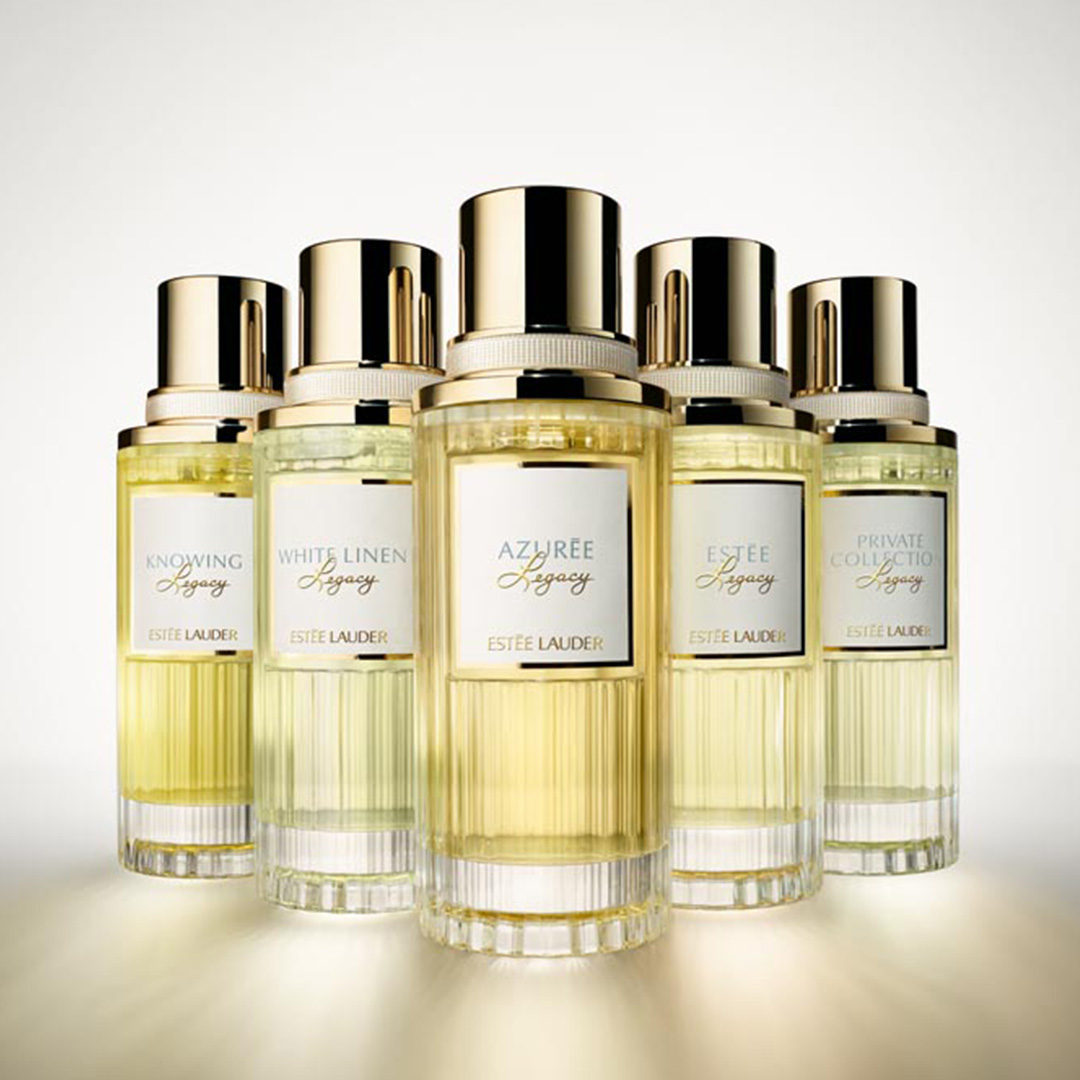 KNOWING
Legacy
ESTĒE LAUDER
WHITE LINEN
Legacy
ESTĒE LAUDER
AZURĒE
Legacy
ESTĒE LAUDER
ESTĒE
Legacy
ESTĒE LAUDER
PRIVATE
COLLECTIO
Legacy
ESTĒE LAUDER